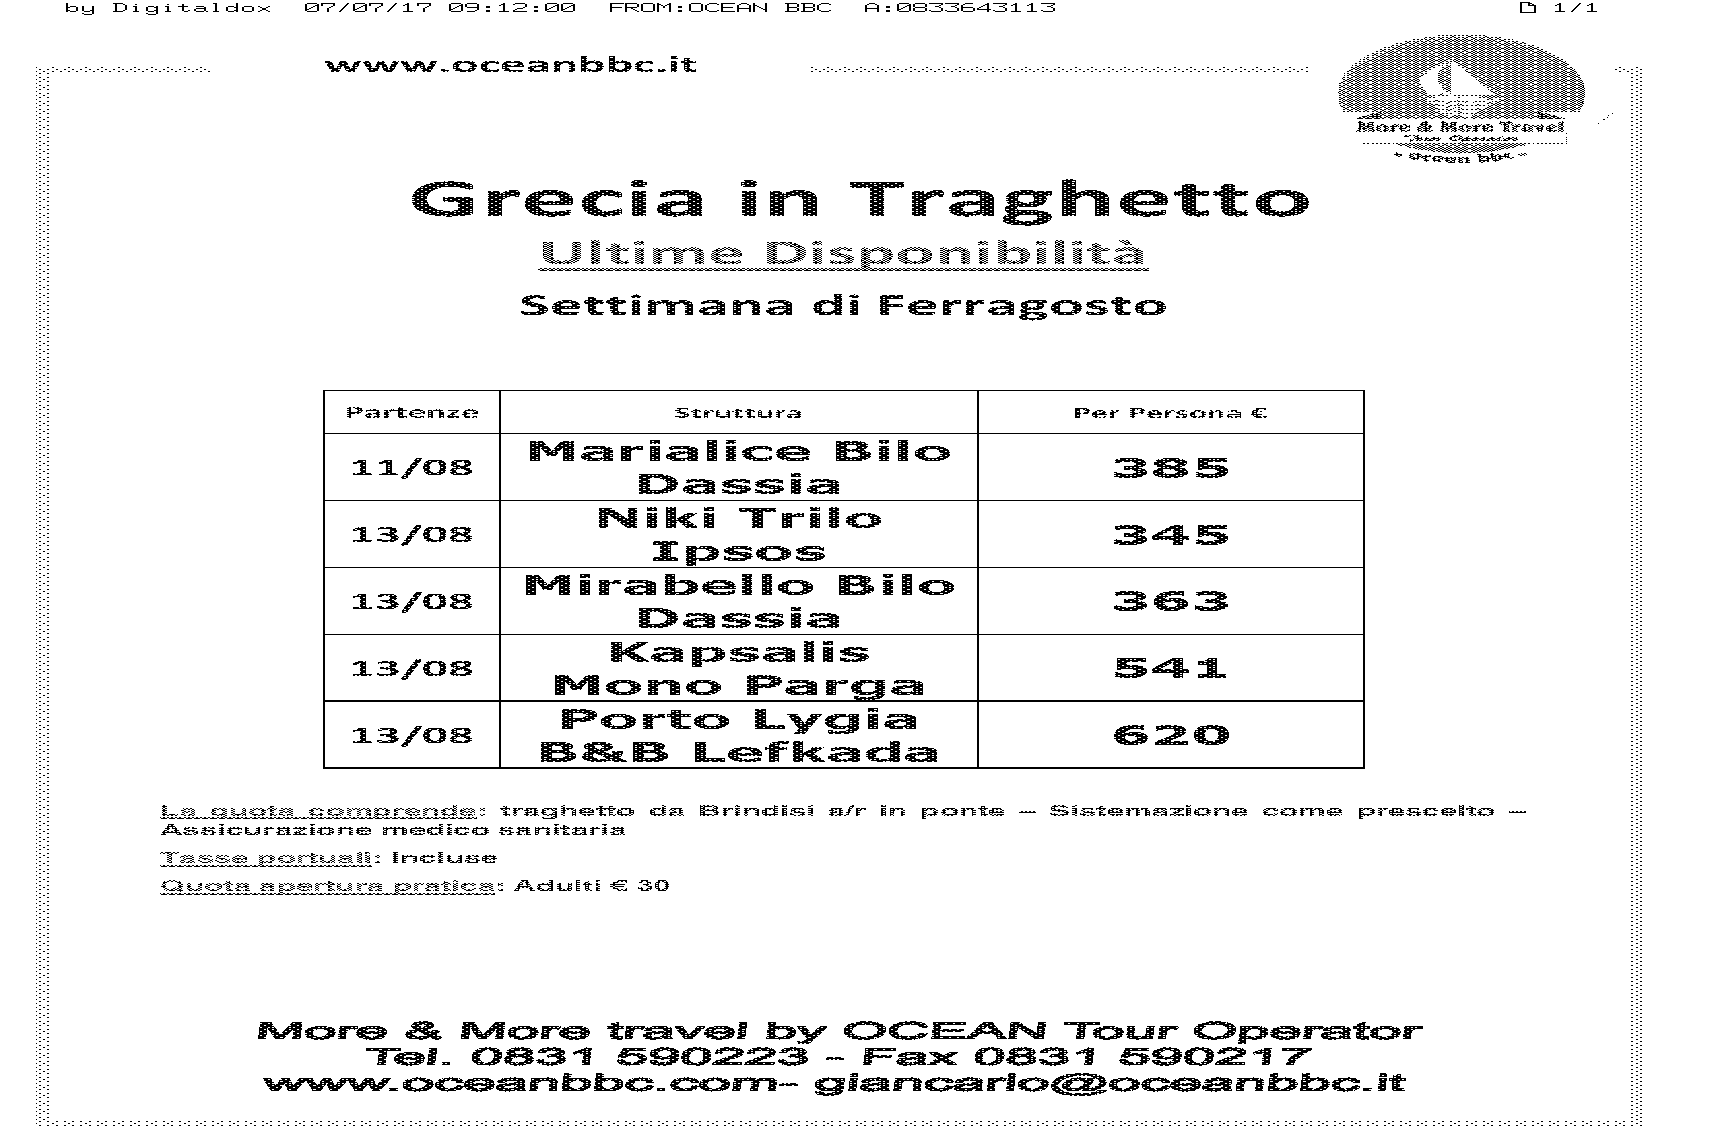 by Digitaldox 07/07/17 09:12:00 FROM:OCEAN BBC A:0833643113 1/1
www.oceanbbc.it
More & More Travel
* Ocean bbc *
Grecia in Traghetto
Ultime Disponibilità
Settimana di Ferragosto
Partenze Struttura Per Persona €
11/08 Marialice Bilo 385
Dassia
13/08 Niki Trilo 345
Ipsos
13/08 Mirabello Bilo 363
Dassia
13/08 Kapsalis 541
Mono Parga
13/08 Porto Lygia 620
B&B Lefkada
La quota comprende: traghetto da Brindisi a/r in ponte – Sistemazione come prescelto –
Assicurazione medico sanitaria
Tasse portuali: Incluse
Quota apertura pratica: Adulti € 30
More & More travel by OCEAN Tour Operator
Tel. 0831 590223 - Fax 0831 590217
www.oceanbbc.com- giancarlo@oceanbbc.it